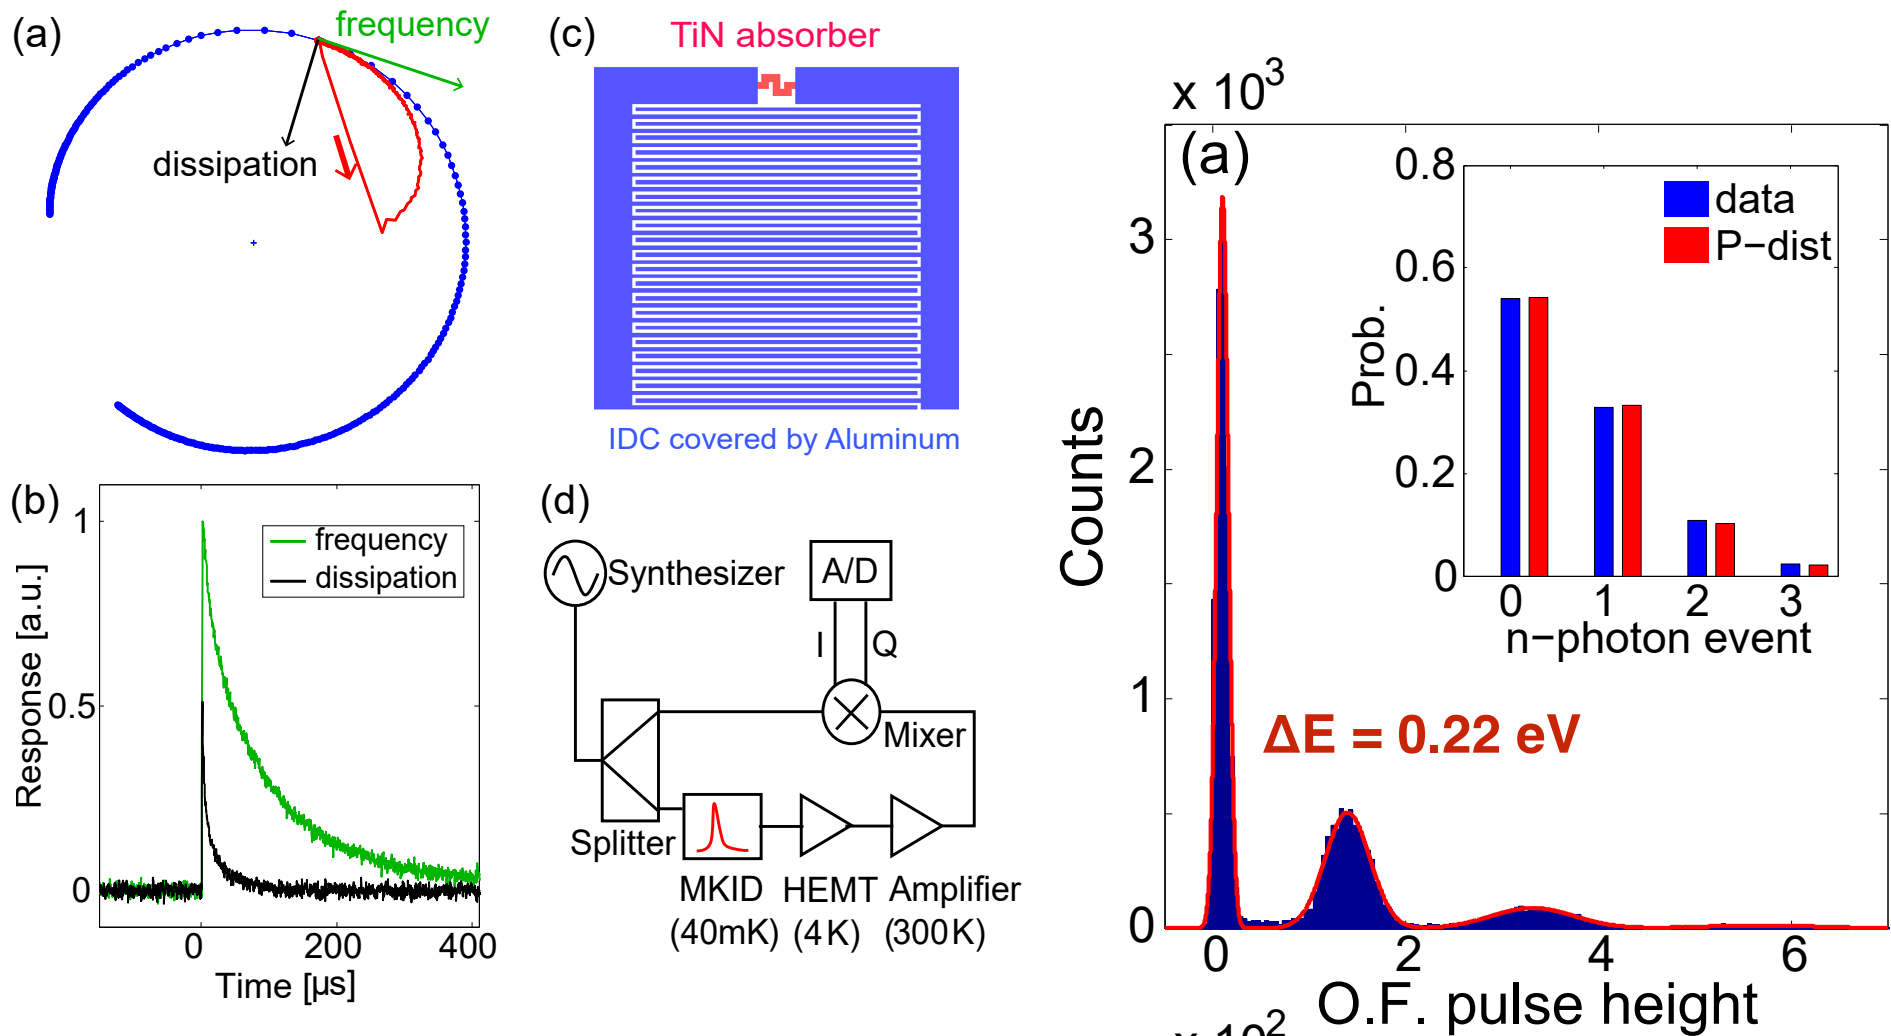 (a)
frequency
dissipation
(c)
TiN absorber
IDC covered by Aluminum
(b)
frequency
dissipation
Response [a.u.]
1
0.5
0
0
200
400
Time [µs]
(d)
Synthesizer
A/D
I
Q
Mixer
Splitter
MKID
HEMT
Amplifier
(40mK)
(4K)
(300K)
x 10³
(a)
Counts
3
2
1
0
ΔE = 0.22 eV
0
2
4
6
O.F. pulse height
x 10²
Prob.
0.8
0.6
0.4
0.2
0
data
P−dist
0
1
2
3
n−photon event